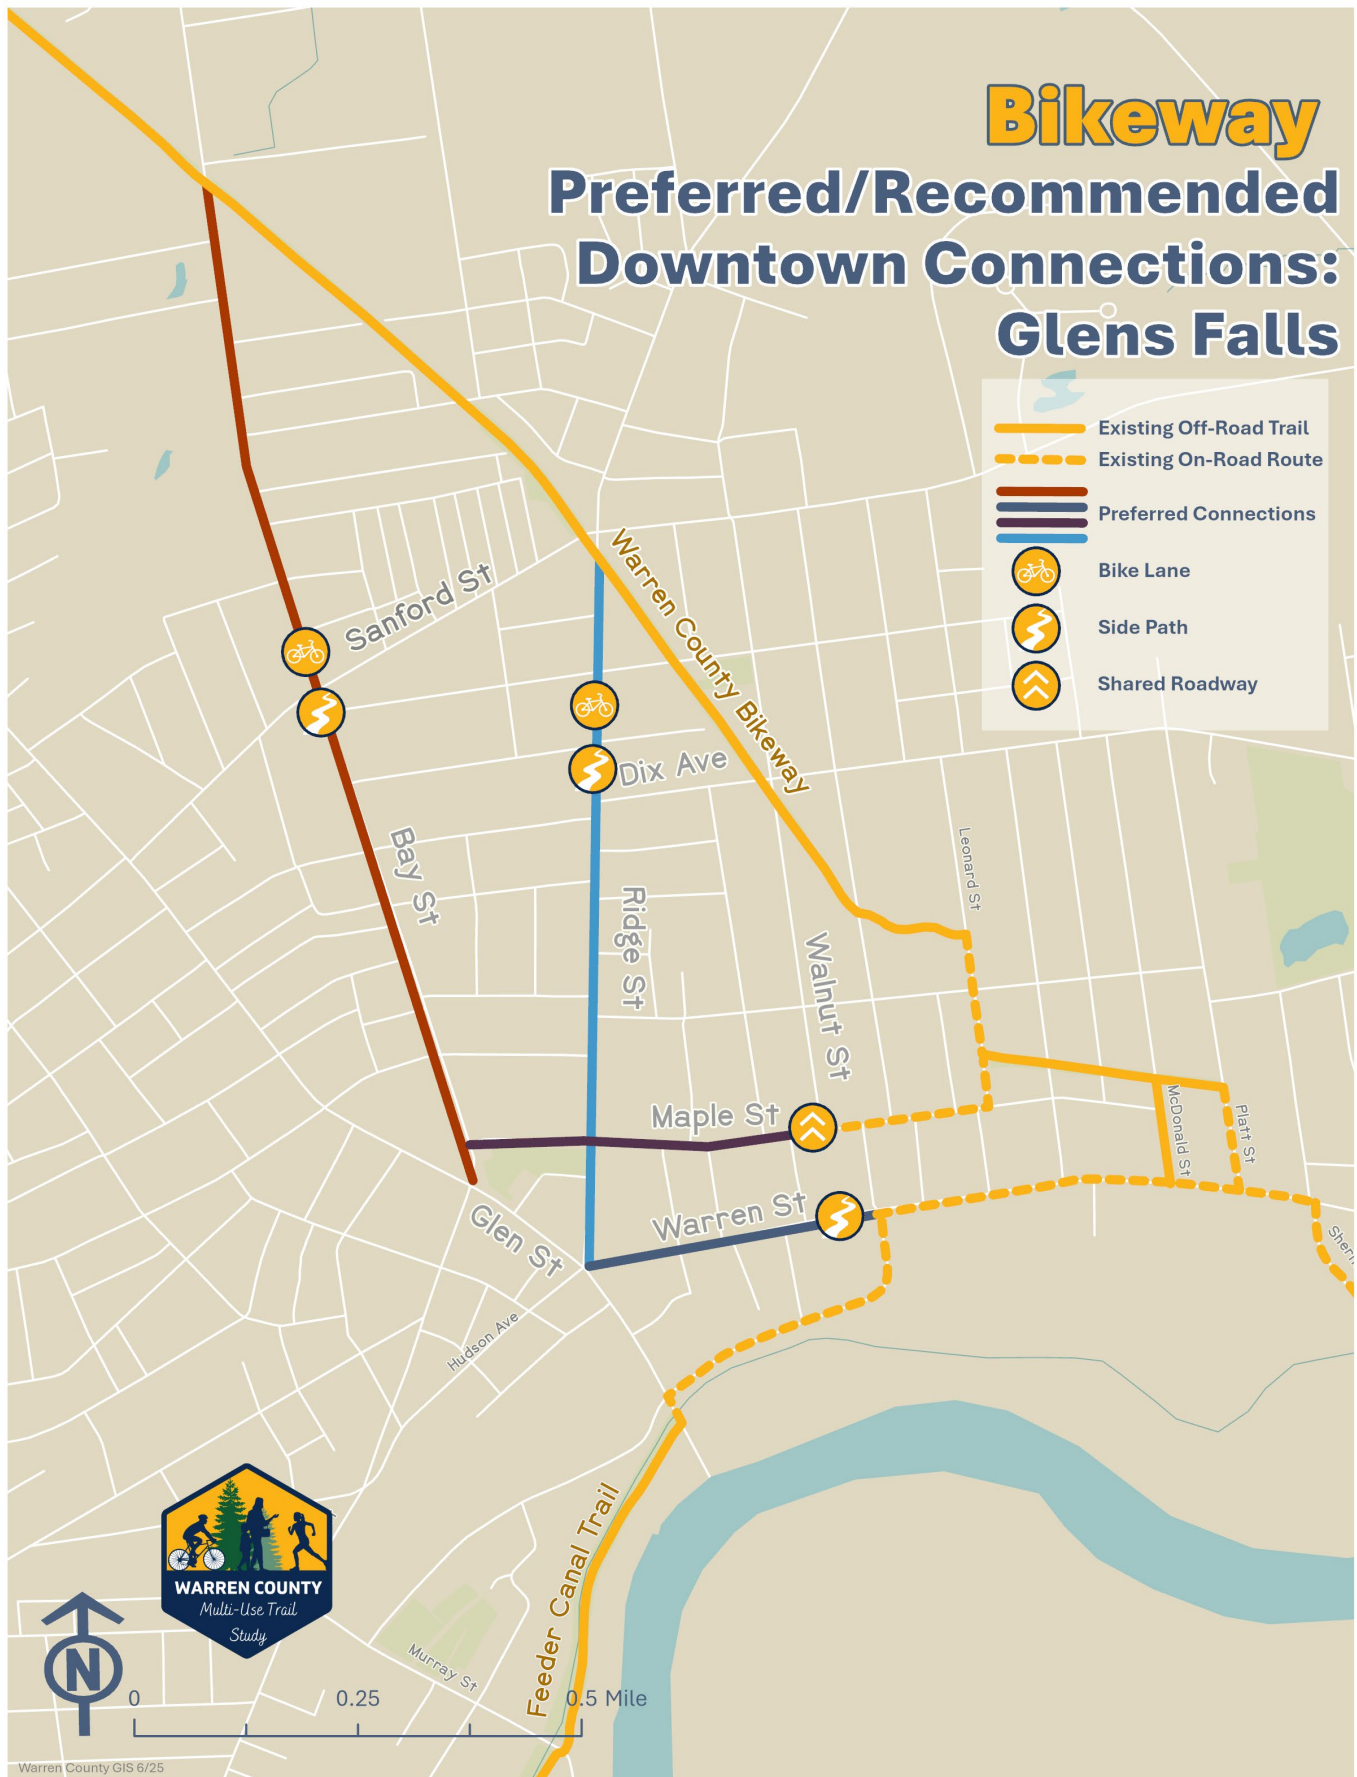 Bikeway
Preferred/Recommended
Downtown Connections:
Glens Falls
Existing Off-Road Trail
Existing On-Road Route
Preferred Connections
Bike Lane
Side Path
Shared Roadway
Sanford St
Warren County Bikeway
Dix Ave
Bay St
Ridge St
Leonard St
Walnut St
Maple St
McDonald St
Platt St
Warren St
Glen St
Hudson Ave
Feeder Canal Trail
Murray St
WARREN COUNTY
Multi-Use Trail
Study
N
0 0.25 0.5 Mile
Warren County GIS 6/25